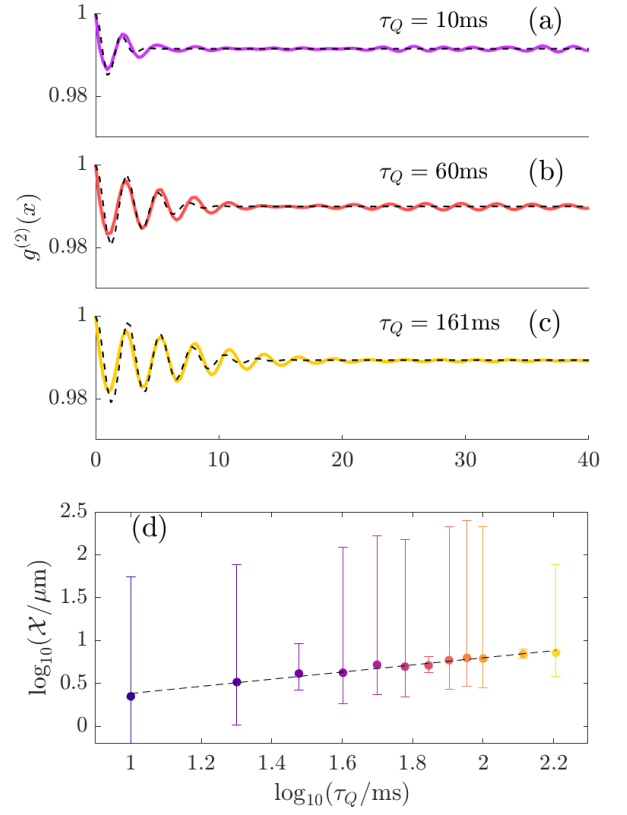 1
τ_Q = 10ms (a)
0.98
1
τ_Q = 60ms (b)
g^(2)(x)
0.98
1
τ_Q = 161ms (c)
0.98
0 10 20 30 40
2.5
(d)
2
1.5
1
0.5
0
log₁₀(𝒳/μm)
1 1.2 1.4 1.6 1.8 2 2.2
log₁₀(τ_Q/ms)